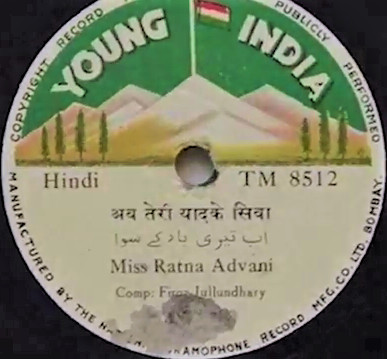 COPYRIGHT RECORD
PUBLICLY PERFORMED
YOUNG INDIA
Hindi
TM 8512
अब तेरी यादके सिवा
اب تیری یاد کے سوا
Miss Ratna Advani
Comp: Jullundhary
MANUFACTURED BY THE GRAMOPHONE RECORD MFG. CO. LTD. BOMBAY.